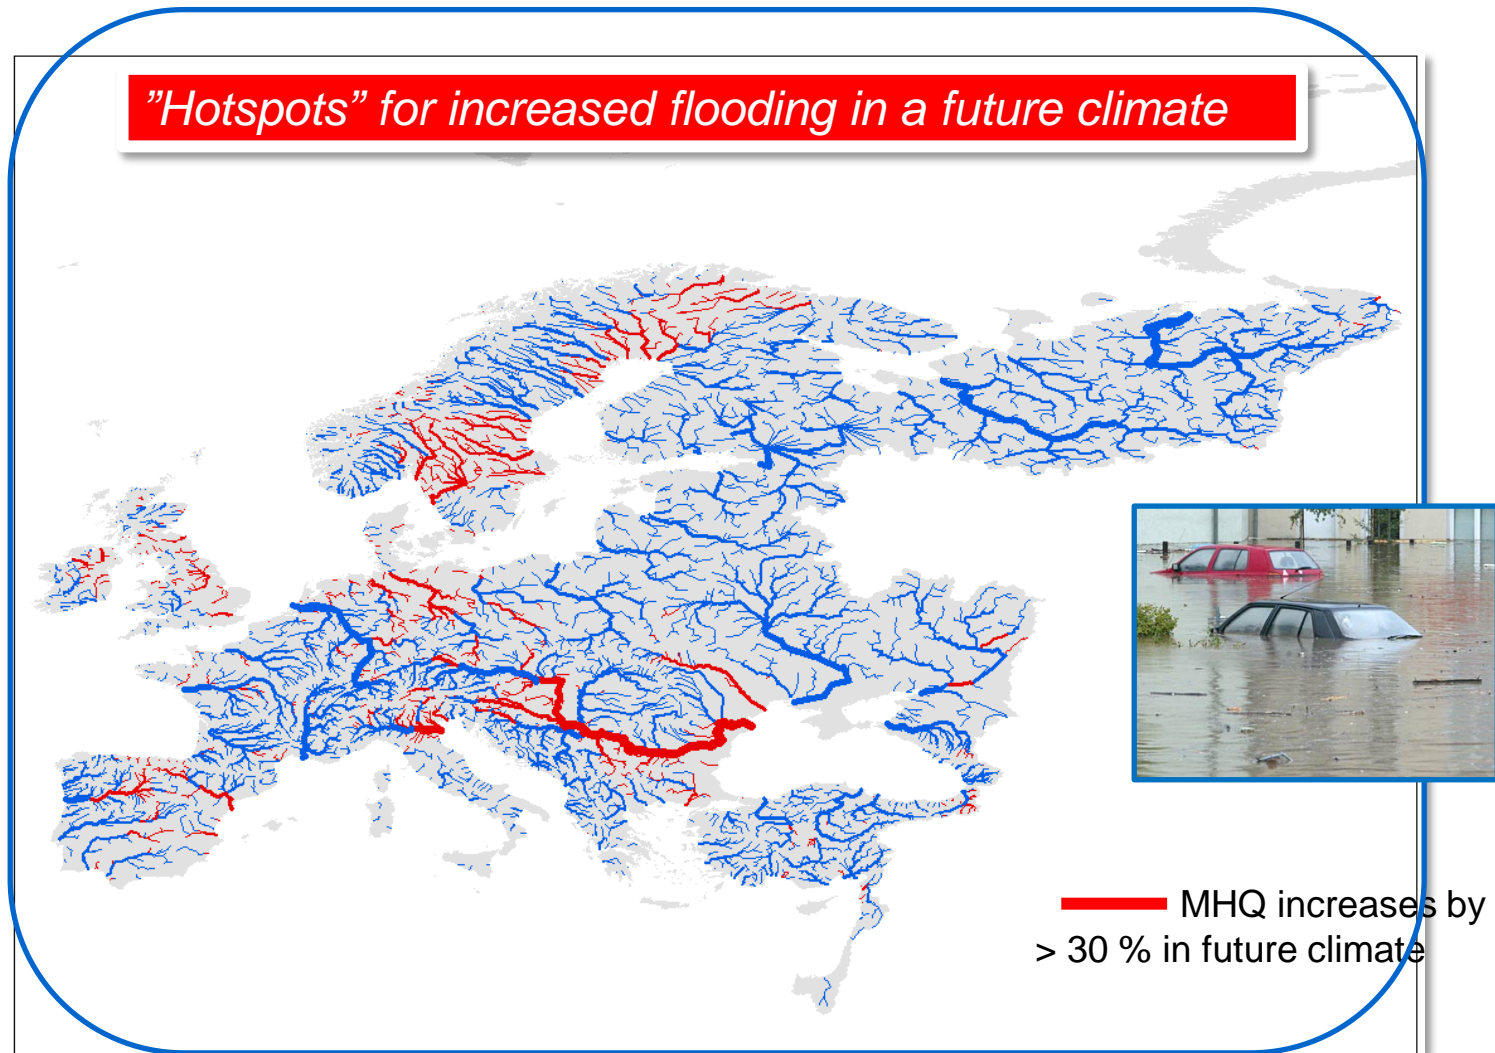 ”Hotspots” for increased flooding in a future climate
MHQ increases by
> 30 % in future climate